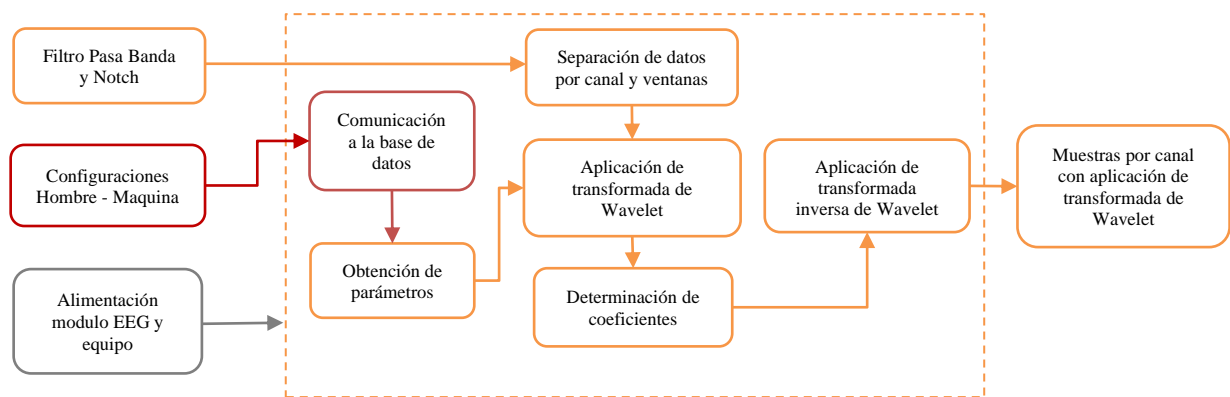 Filtro Pasa Banda
y Notch
Separación de datos
por canal y ventanas
Comunicación
a la base de
datos
Configuraciones
Hombre - Maquina
Aplicación de
transformada de
Wavelet
Aplicación de
transformada
inversa de Wavelet
Muestras por canal
con aplicación de
transformada de
Wavelet
Obtención de
parámetros
Determinación de
coeficientes
Alimentación
modulo EEG y
equipo